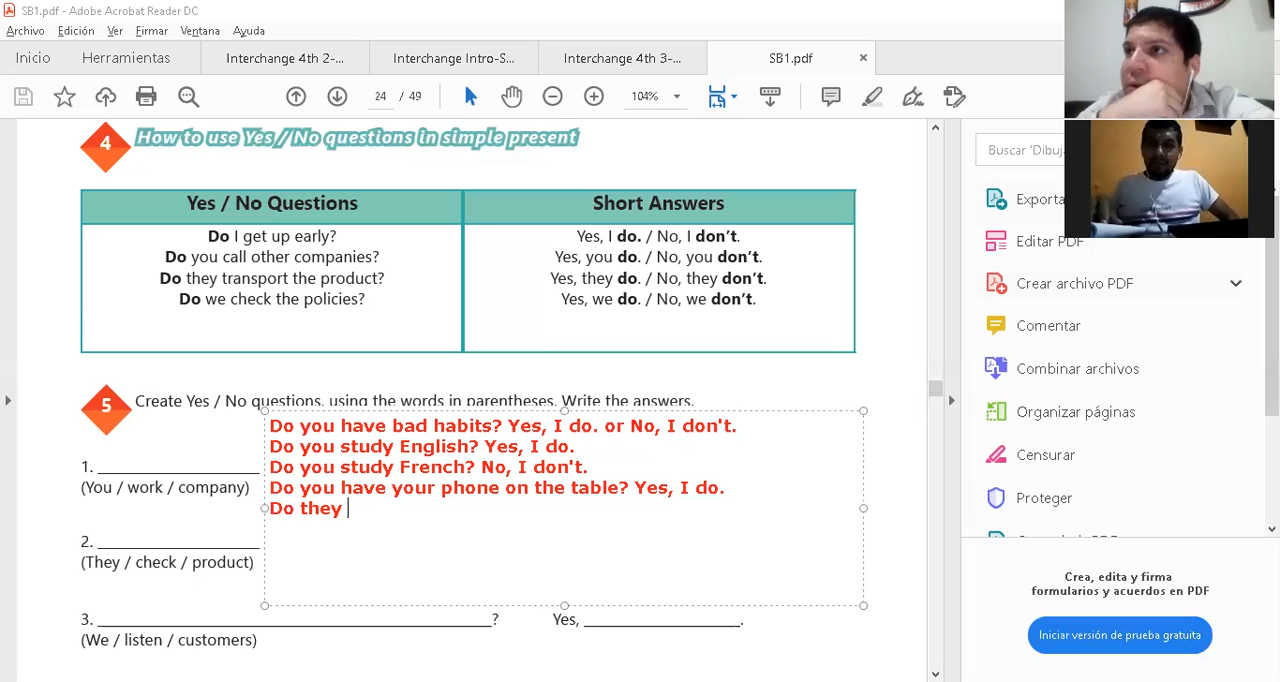 SB1.pdf - Adobe Acrobat Reader DC
Archivo Edición Ver Firmar Ventana Ayuda
Inicio Herramientas Interchange 4th 2-... Interchange Intro-S... Interchange 4th 3-... SB1.pdf
24 / 49 104%
4 How to use Yes / No questions in simple present
Yes / No Questions Short Answers
Do I get up early? Yes, I do. / No, I don't.
Do you call other companies? Yes, you do. / No, you don't.
Do they transport the product? Yes, they do. / No, they don't.
Do we check the policies? Yes, we do. / No, we don't.
5 Create Yes / No questions, using the words in parentheses. Write the answers.
Do you have bad habits? Yes, I do. or No, I don't.
Do you study English? Yes, I do.
Do you study French? No, I don't.
Do you have your phone on the table? Yes, I do.
Do they
1. ____________________
(You / work / company)
2. ____________________
(They / check / product)
3. ____________________? Yes, ____________________.
(We / listen / customers)
Buscar 'Dibuj
Exporta
Editar PDF
Crear archivo PDF
Comentar
Combinar archivos
Organizar páginas
Censurar
Proteger
Crea, edita y firma
formularios y acuerdos en PDF
Iniciar versión de prueba gratuita